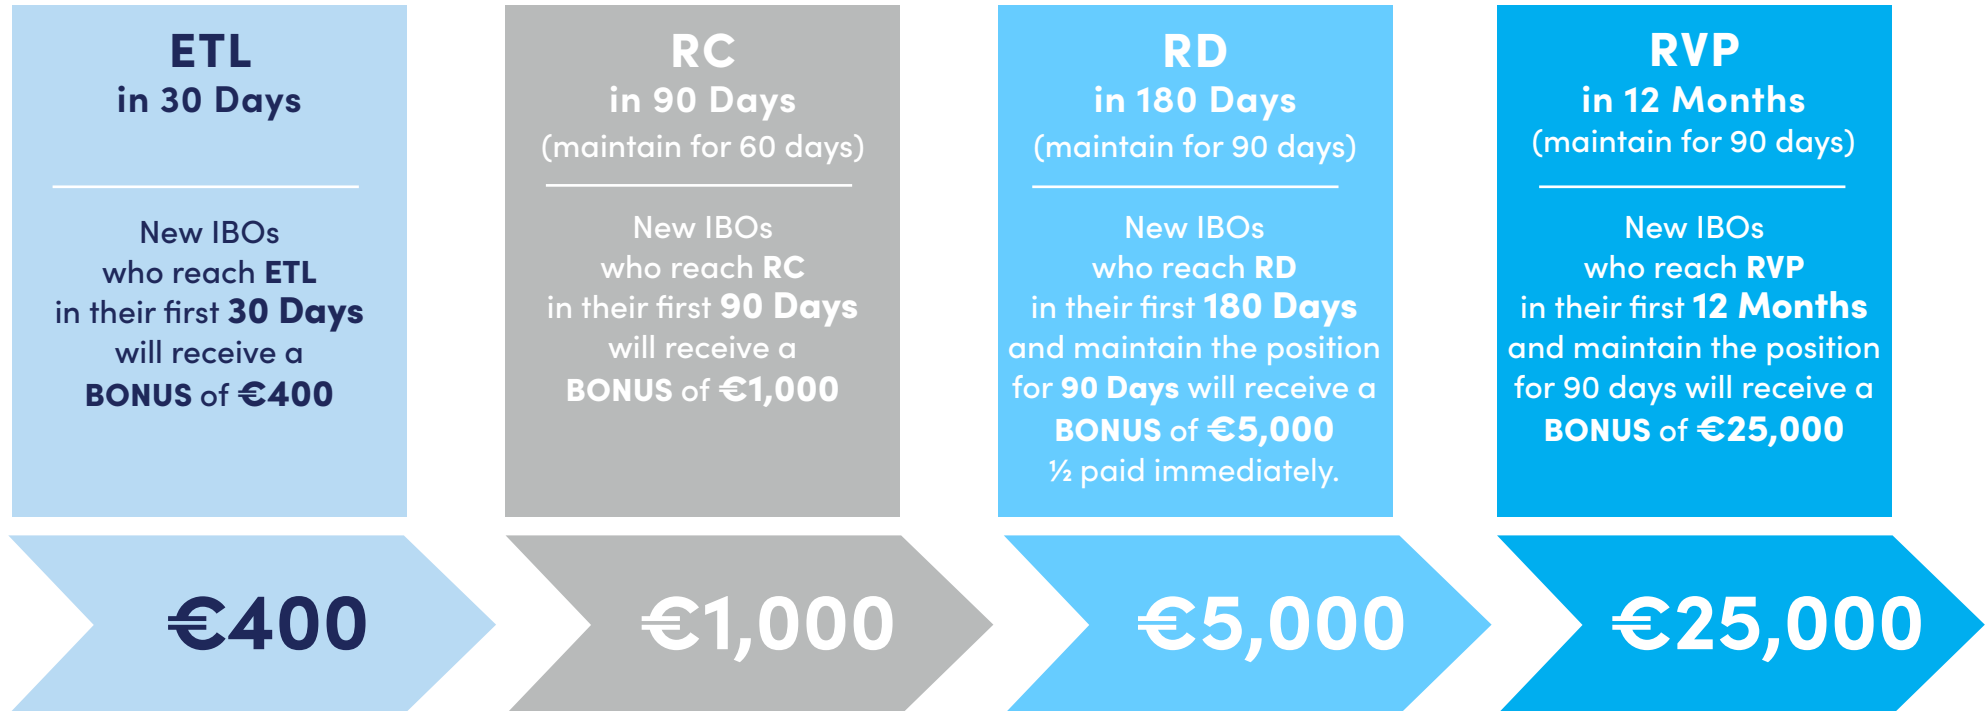 ETL
in 30 Days
New IBOs
who reach ETL
in their first 30 Days
will receive a
BONUS of €400
€400
RC
in 90 Days
(maintain for 60 days)
New IBOs
who reach RC
in their first 90 Days
will receive a
BONUS of €1,000
€1,000
RD
in 180 Days
(maintain for 90 days)
New IBOs
who reach RD
in their first 180 Days
and maintain the position
for 90 Days will receive a
BONUS of €5,000
½ paid immediately.
€5,000
RVP
in 12 Months
(maintain for 90 days)
New IBOs
who reach RVP
in their first 12 Months
and maintain the position
for 90 days will receive a
BONUS of €25,000
€25,000